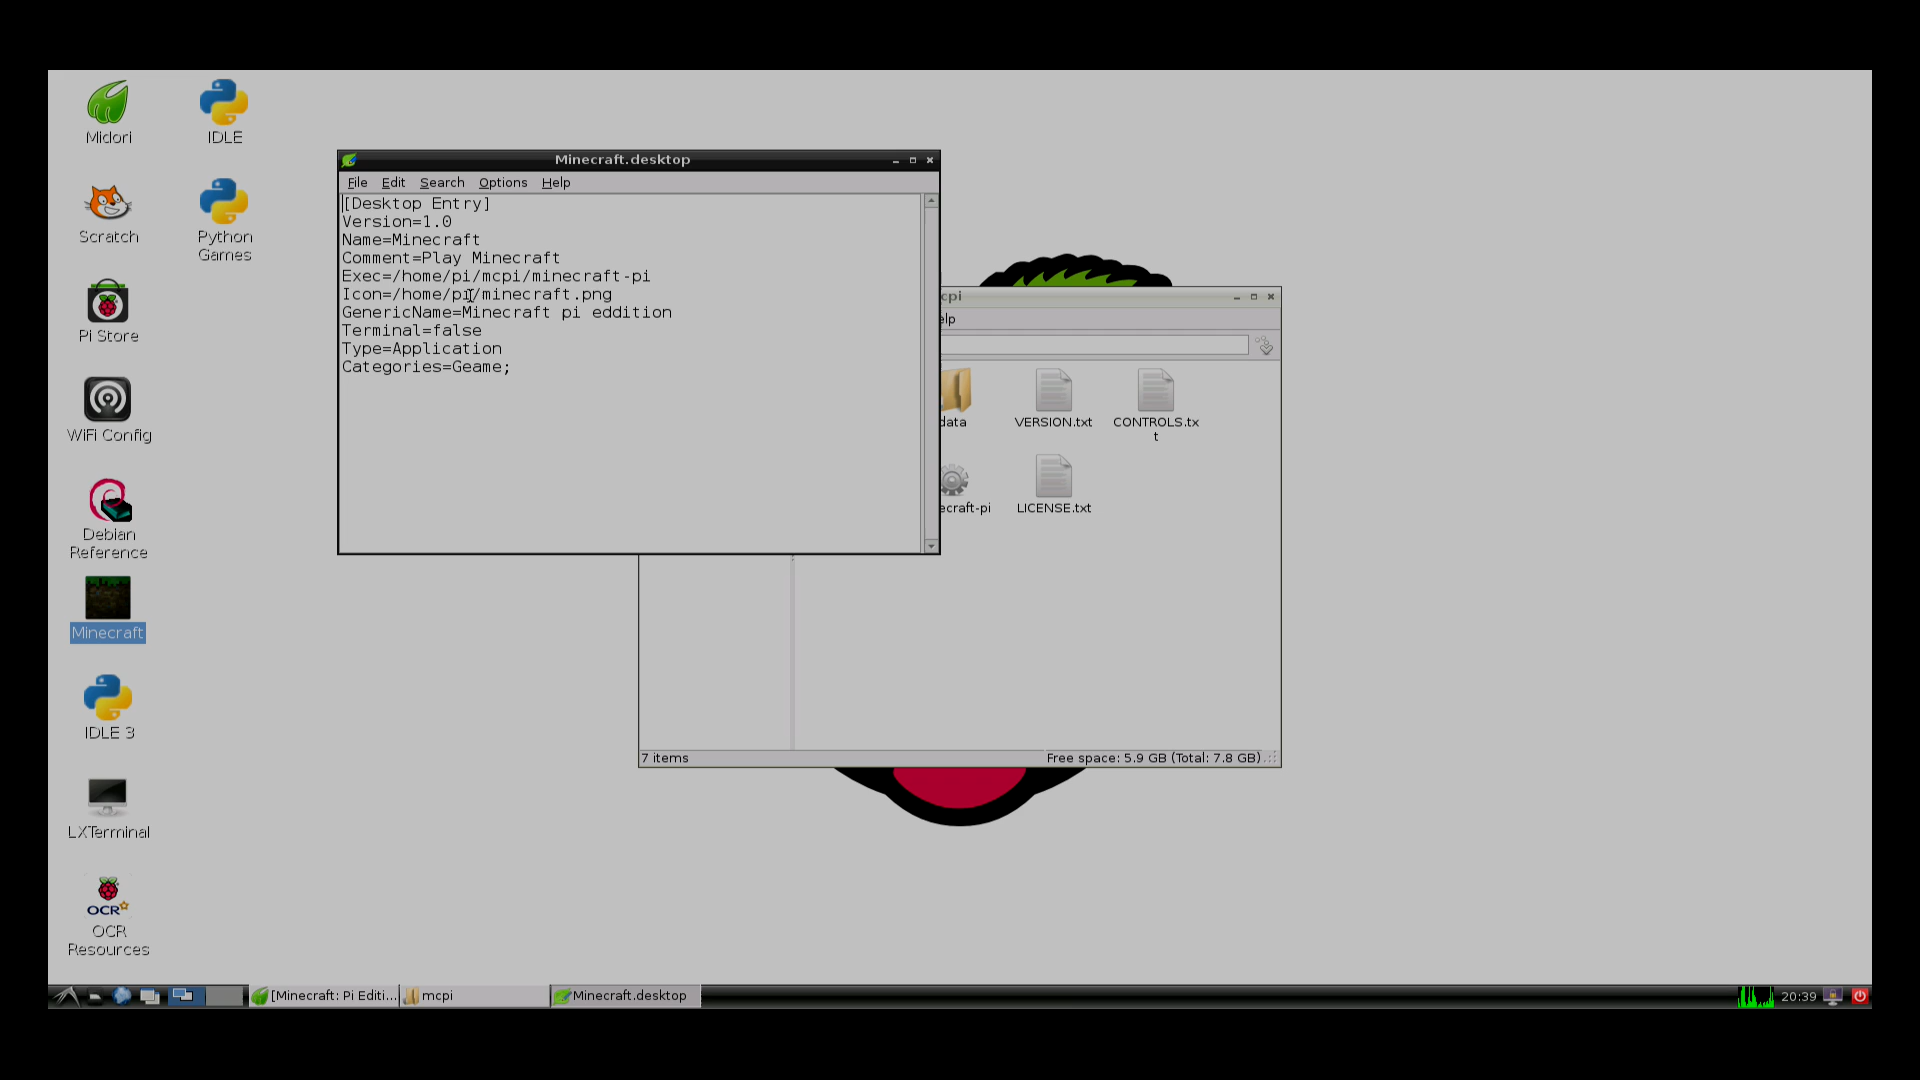 Midori
IDLE
Scratch
Python
Games
Pi Store
WiFi Config
Debian
Reference
Minecraft
IDLE 3
LXTerminal
OCR
OCR
Resources
Minecraft.desktop
File Edit Search Options Help
[Desktop Entry]
Version=1.0
Name=Minecraft
Comment=Play Minecraft
Exec=/home/pi/mcpi/minecraft-pi
Icon=/home/pi/minecraft.png
GenericName=Minecraft pi eddition
Terminal=false
Type=Application
Categories=Geame;
cpi
elp
data
VERSION.txt
CONTROLS.tx
t
ecraft-pi
LICENSE.txt
7 items
Free space: 5.9 GB (Total: 7.8 GB)
[Minecraft: Pi Editi...
mcpi
Minecraft.desktop
20:39